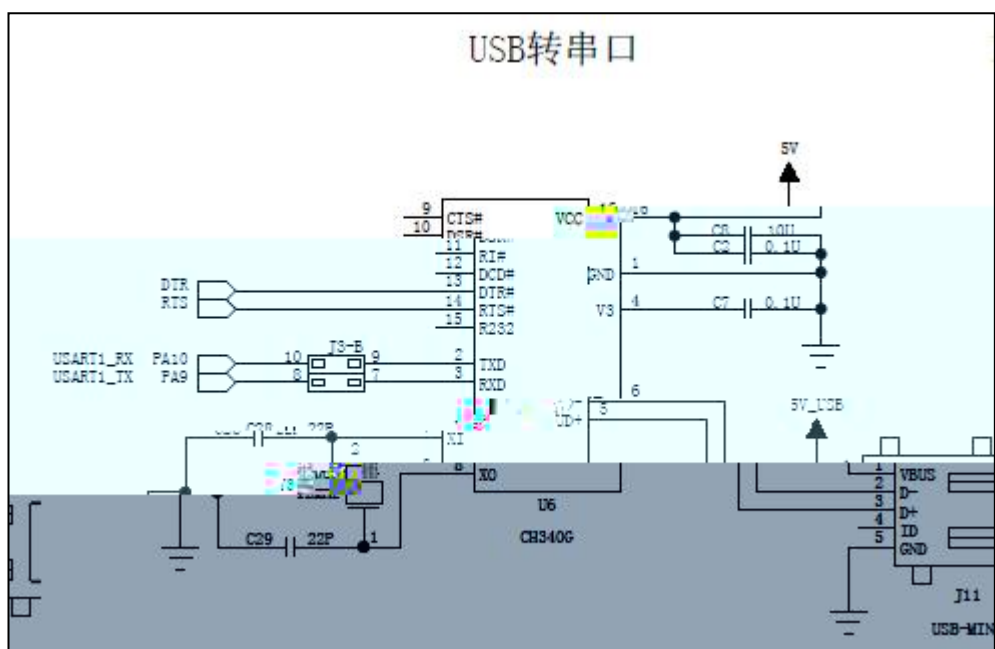 USB转串口
5V
9 CTS# VCC
10
C8 10U
C2 0.1U
11 RI#
12 DCD# GND 1
DTR 13 DTR#
RTS 14 RTS# V3 4 C7 0.1U
15 R232
J3-B
USART1_RX PA10 10 9 2 TXD
USART1_TX PA9 8 7 3 RXD
6
UD+ 5 5V_USB
XI
2
8 XO
1 VBUS
2 D-
3 D+
4 ID
5 GND
U6
CH340G
C29 22P 1
J11
USB-MIN